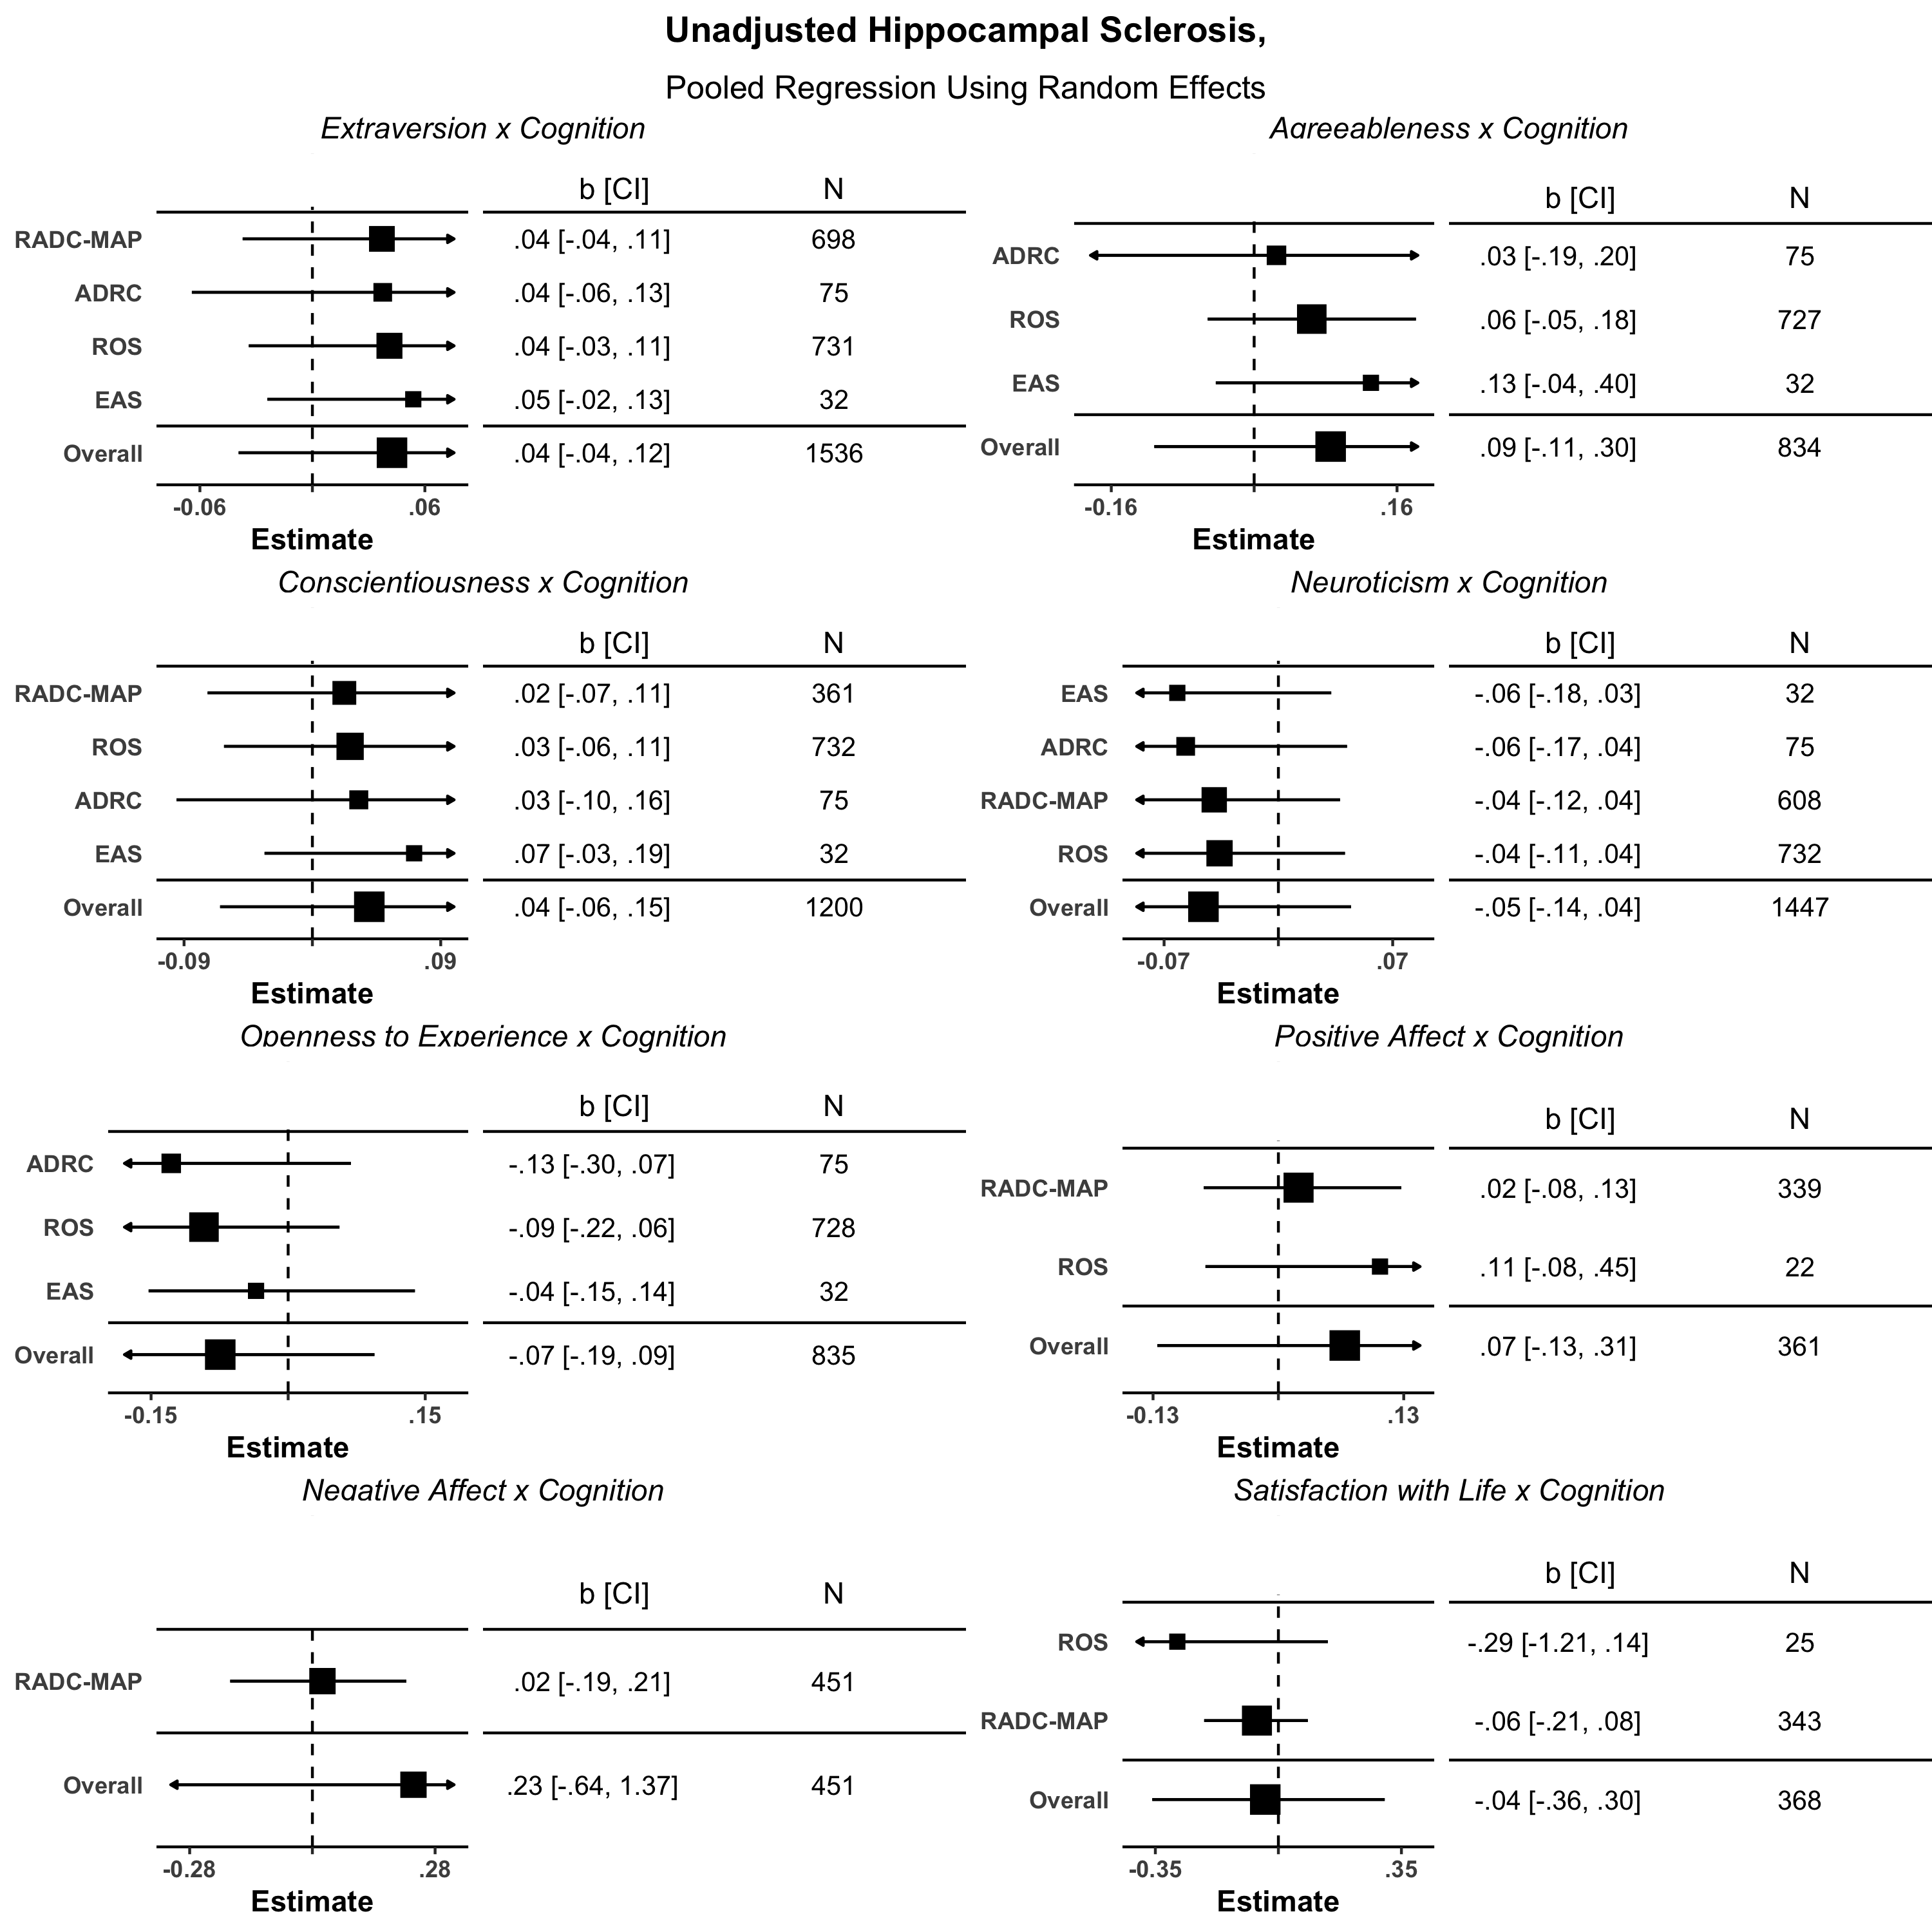 Unadjusted Hippocampal Sclerosis,
Pooled Regression Using Random Effects
Extraversion x Cognition
b [CI] N
RADC-MAP .04 [-.04, .11] 698
ADRC .04 [-.06, .13] 75
ROS .04 [-.03, .11] 731
EAS .05 [-.02, .13] 32
Overall .04 [-.04, .12] 1536
-0.06 .06
Estimate
Agreeableness x Cognition
b [CI] N
ADRC .03 [-.19, .20] 75
ROS .06 [-.05, .18] 727
EAS .13 [-.04, .40] 32
Overall .09 [-.11, .30] 834
-0.16 .16
Estimate
Conscientiousness x Cognition
b [CI] N
RADC-MAP .02 [-.07, .11] 361
ROS .03 [-.06, .11] 732
ADRC .03 [-.10, .16] 75
EAS .07 [-.03, .19] 32
Overall .04 [-.06, .15] 1200
-0.09 .09
Estimate
Neuroticism x Cognition
b [CI] N
EAS -.06 [-.18, .03] 32
ADRC -.06 [-.17, .04] 75
RADC-MAP -.04 [-.12, .04] 608
ROS -.04 [-.11, .04] 732
Overall -.05 [-.14, .04] 1447
-0.07 .07
Estimate
Openness to Experience x Cognition
b [CI] N
ADRC -.13 [-.30, .07] 75
ROS -.09 [-.22, .06] 728
EAS -.04 [-.15, .14] 32
Overall -.07 [-.19, .09] 835
-0.15 .15
Estimate
Positive Affect x Cognition
b [CI] N
RADC-MAP .02 [-.08, .13] 339
ROS .11 [-.08, .45] 22
Overall .07 [-.13, .31] 361
-0.13 .13
Estimate
Negative Affect x Cognition
b [CI] N
RADC-MAP .02 [-.19, .21] 451
Overall .23 [-.64, 1.37] 451
-0.28 .28
Estimate
Satisfaction with Life x Cognition
b [CI] N
ROS -.29 [-1.21, .14] 25
RADC-MAP -.06 [-.21, .08] 343
Overall -.04 [-.36, .30] 368
-0.35 .35
Estimate